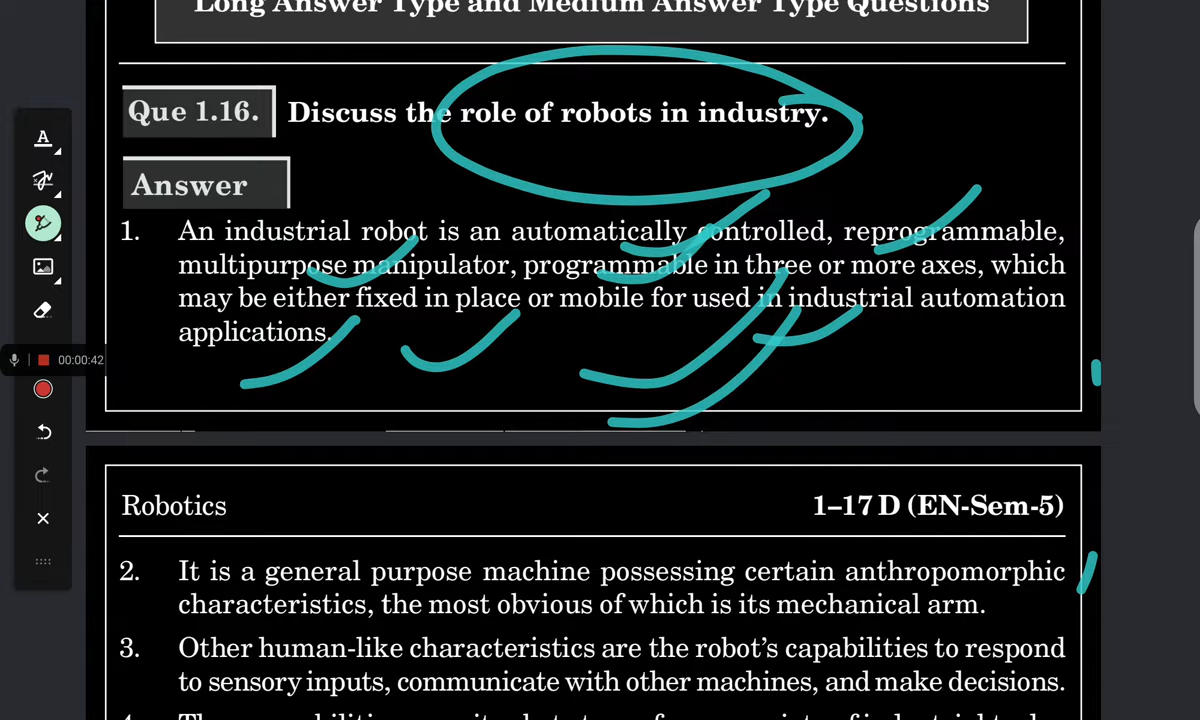 Long Answer Type and Medium Answer Type Questions
Que 1.16. Discuss the role of robots in industry.
Answer
1. An industrial robot is an automatically controlled, reprogrammable,
multipurpose manipulator, programmable in three or more axes, which
may be either fixed in place or mobile for used in industrial automation
applications.
00:00:42
Robotics 1–17 D (EN-Sem-5)
2. It is a general purpose machine possessing certain anthropomorphic
characteristics, the most obvious of which is its mechanical arm.
3. Other human-like characteristics are the robot's capabilities to respond
to sensory inputs, communicate with other machines, and make decisions.